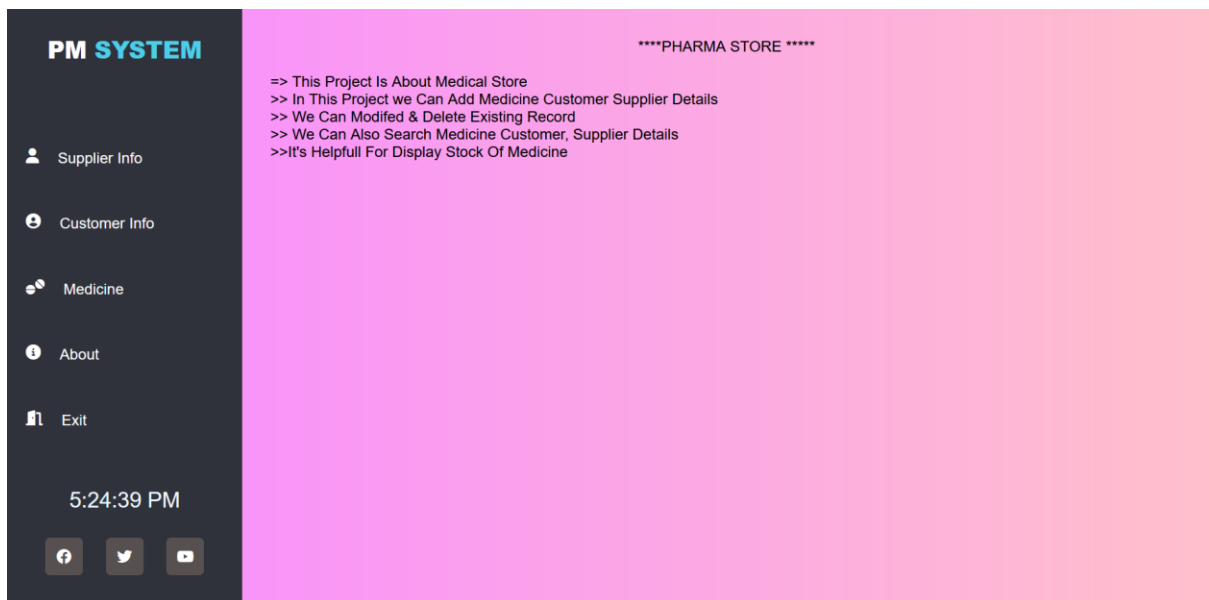 PM SYSTEM
Supplier Info
Customer Info
Medicine
About
Exit
5:24:39 PM
****PHARMA STORE *****
=> This Project Is About Medical Store
>> In This Project we Can Add Medicine Customer Supplier Details
>> We Can Modifed & Delete Existing Record
>> We Can Also Search Medicine Customer, Supplier Details
>>It's Helpfull For Display Stock Of Medicine